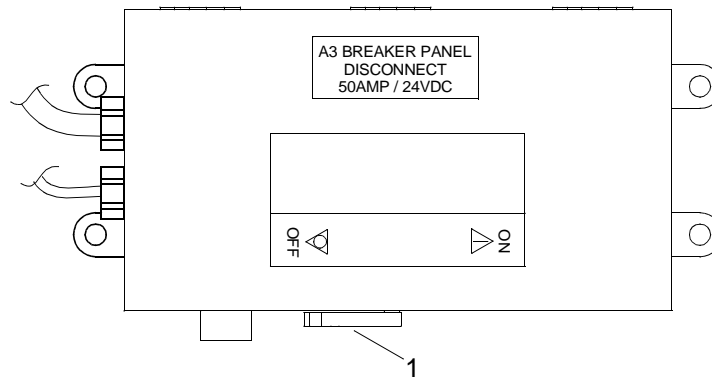 A3 BREAKER PANEL
DISCONNECT
50AMP / 24VDC
OFF
ON
1